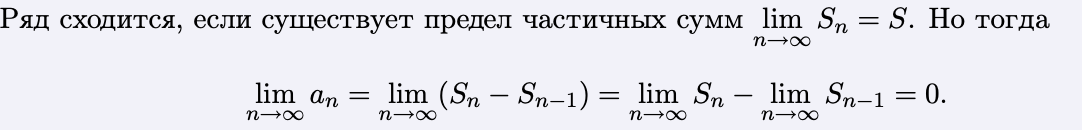 Ряд сходится, если существует предел частичных сумм lim_{n→∞} S_n = S. Но тогда
lim_{n→∞} a_n = lim_{n→∞} (S_n − S_{n−1}) = lim_{n→∞} S_n − lim_{n→∞} S_{n−1} = 0.